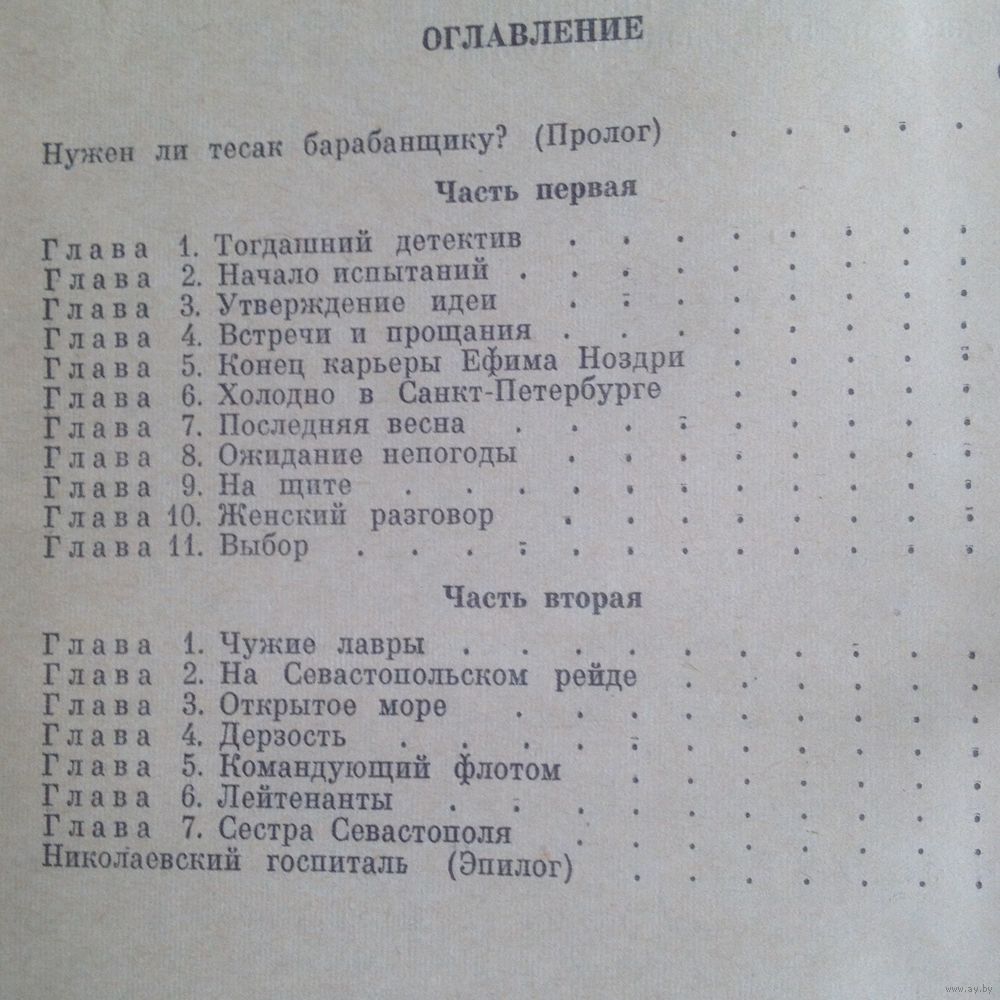 ОГЛАВЛЕНИЕ
Нужен ли тесак барабанщику? (Пролог) . . . . .
Часть первая
Глава 1. Тогдашний детектив . . . . . . . .
Глава 2. Начало испытаний . . . . . . . . .
Глава 3. Утверждение идеи . . . . . . . .
Глава 4. Встречи и прощания . . . . . . . .
Глава 5. Конец карьеры Ефима Ноздри . . . . .
Глава 6. Холодно в Санкт-Петербурге . . . . .
Глава 7. Последняя весна . . . . . . . . .
Глава 8. Ожидание непогоды . . . . . . . .
Глава 9. На щите . . . . . . . . . . .
Глава 10. Женский разговор . . . . . . . .
Глава 11. Выбор . . . . . . . . . . . .
Часть вторая
Глава 1. Чужие лавры . . . . . . . . . .
Глава 2. На Севастопольском рейде . . . . . .
Глава 3. Открытое море . . . . . . . . .
Глава 4. Дерзость . . . . . . . . . . .
Глава 5. Командующий флотом . . . . . . .
Глава 6. Лейтенанты . . . . . . . . . .
Глава 7. Сестра Севастополя . . . . . . . .
Николаевский госпиталь (Эпилог) . . . . . . .
www.ay.by